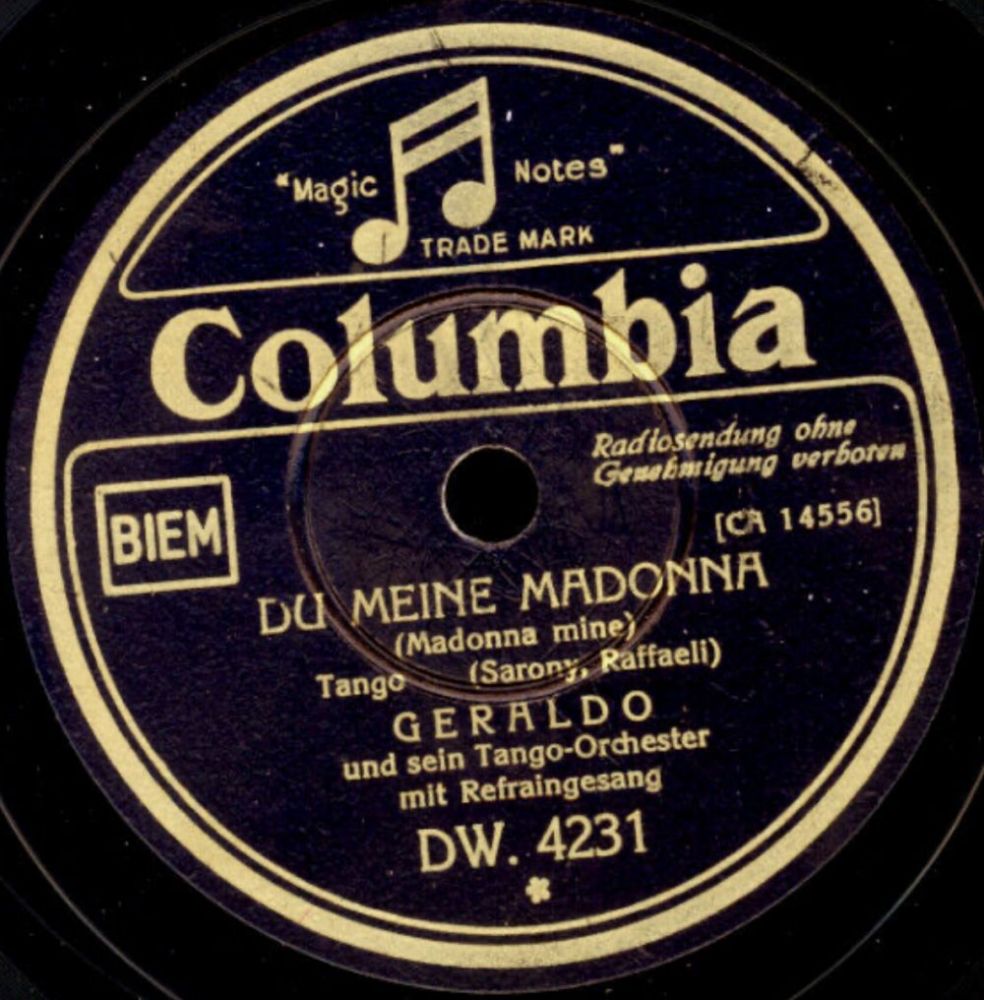 "Magic Notes"
TRADE MARK
Columbia
Radiosendung ohne
Genehmigung verboten
BIEM
[CA 14556]
DU MEINE MADONNA
(Madonna mine)
Tango (Sarony, Raffaeli)
GERALDO
und sein Tango-Orchester
mit Refraingesang
DW. 4231